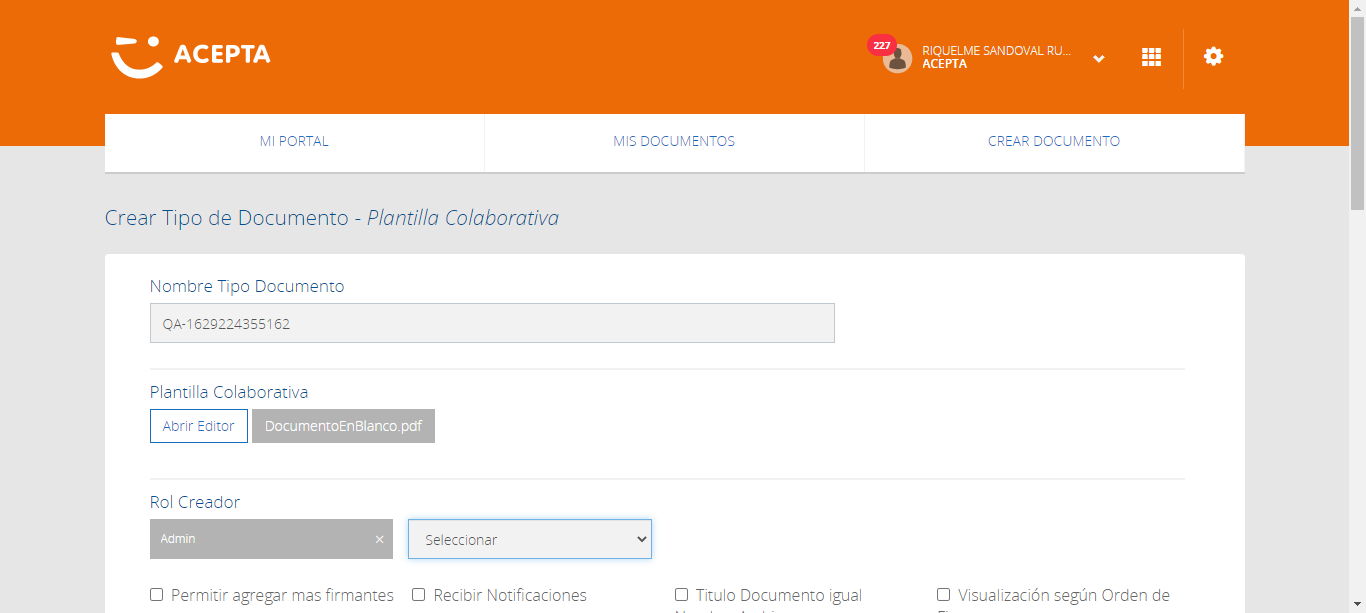 ACEPTA
227
RIQUELME SANDOVAL RU...
ACEPTA
MI PORTAL
MIS DOCUMENTOS
CREAR DOCUMENTO
Crear Tipo de Documento - Plantilla Colaborativa
Nombre Tipo Documento
QA-1629224355162
Plantilla Colaborativa
Abrir Editor
DocumentoEnBlanco.pdf
Rol Creador
Admin ×
Seleccionar
Permitir agregar mas firmantes
Recibir Notificaciones
Titulo Documento igual
Visualización según Orden de